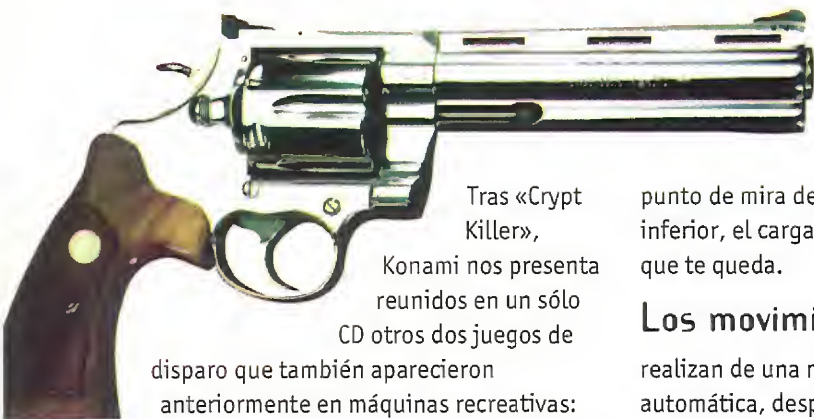 Tras «Crypt
Killer»,
Konami nos presenta
reunidos en un sólo
CD otros dos juegos de
disparo que también aparecieron
anteriormente en máquinas recreativas:
punto de mira de
inferior, el carga
que te queda.
Los movimi
realizan de una
automática, desp